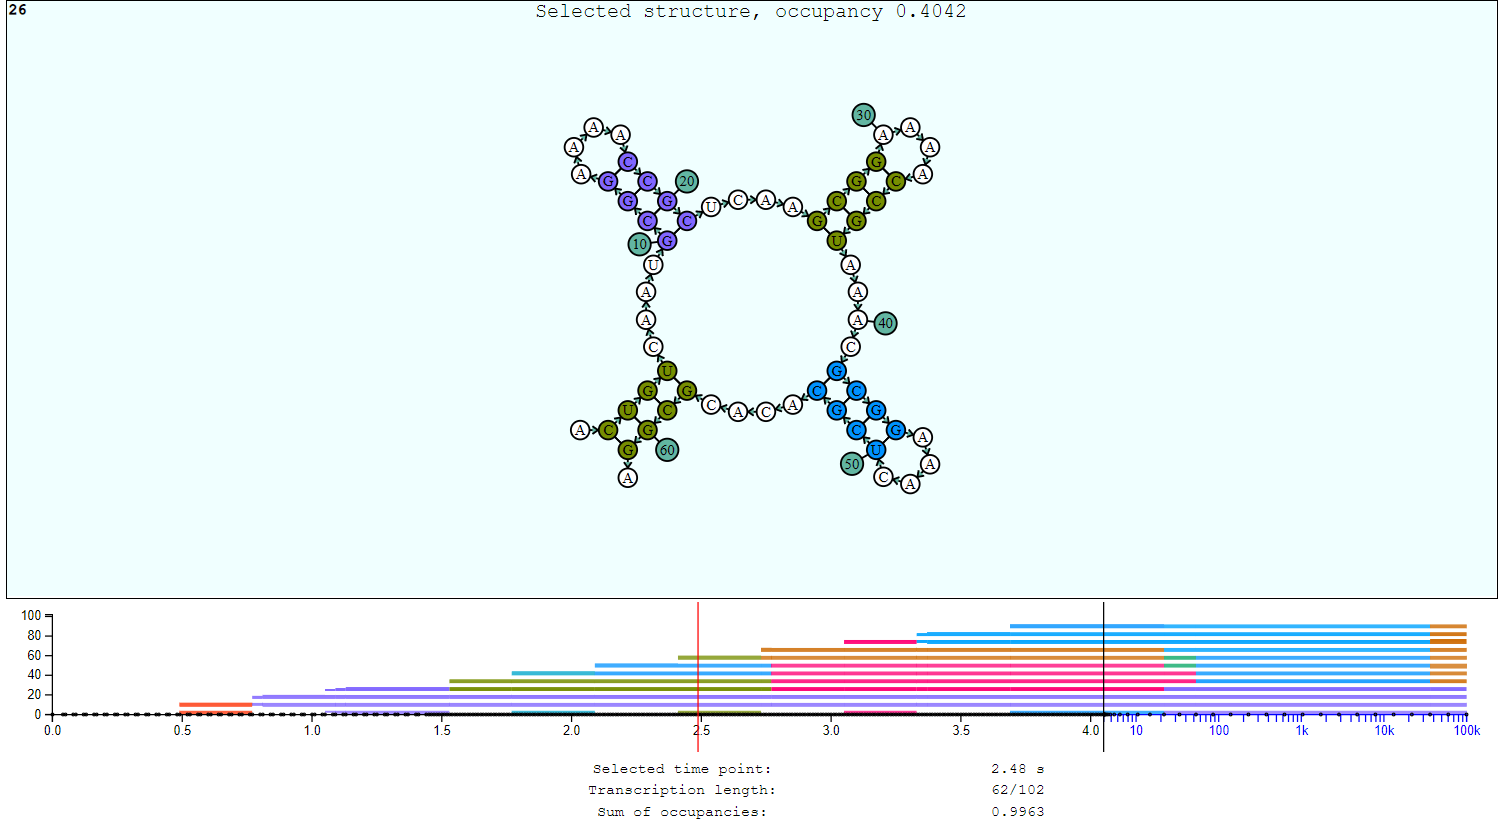 26
Selected structure, occupancy 0.4042
30
A A A A
A A A A
C G
G C C G G C
20
G G C C
C C U C A A G G
10 G U
U A
A A
A A 40
C C
U G
G G C A C A C C
U C G G
A C G C G A
G 60 50 U A
A C A
100
80
60
40
20
0
0.0 0.5 1.0 1.5 2.0 2.5 3.0 3.5 4.0 10 100 1k 10k 100k
Selected time point: 2.48 s
Transcription length: 62/102
Sum of occupancies: 0.9963